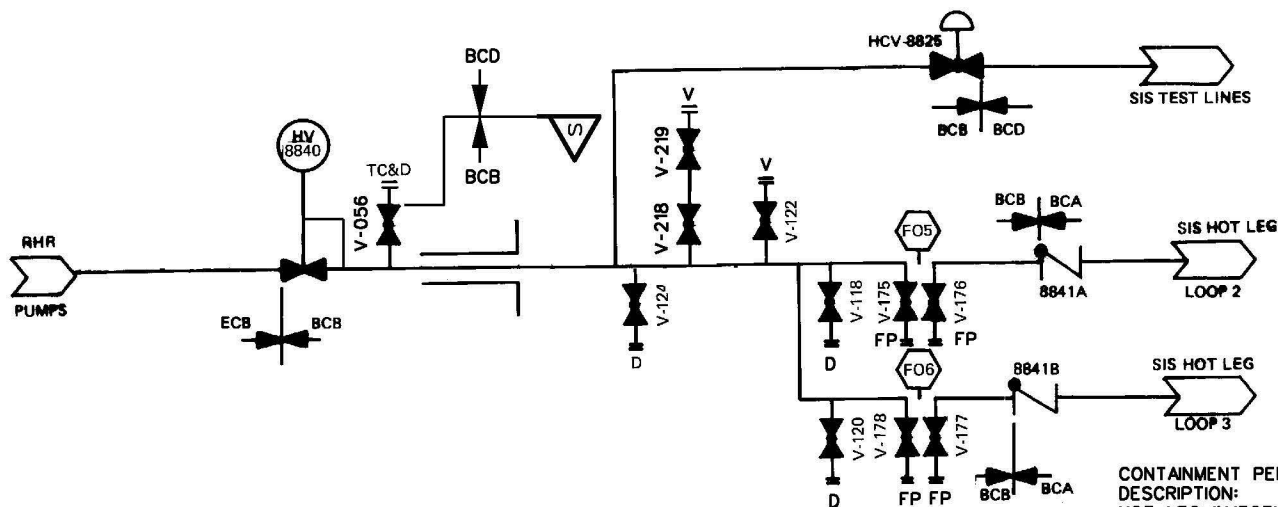 HCV-8825
SIS TEST LINES
BCB
BCD
BCD
BCB
S
HV
8840
TC&D
V-056
V
V-219
V-218
V
V-122
RHR
PUMPS
ECB
BCB
V-124
D
V-118
D
V-175
FP
FO5
V-176
FP
BCB
BCA
8841A
SIS HOT LEG
LOOP 2
V-120
D
V-178
FP
FO6
V-177
FP
8841B
BCB
BCA
SIS HOT LEG
LOOP 3
DESCRIPTION: